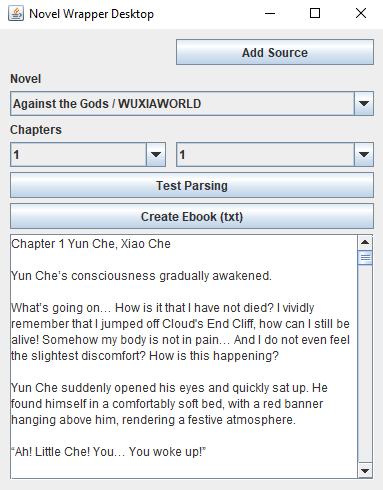 Novel Wrapper Desktop
Add Source
Novel
Against the Gods / WUXIAWORLD
Chapters
1 1
Test Parsing
Create Ebook (txt)
Chapter 1 Yun Che, Xiao Che
Yun Che’s consciousness gradually awakened.
What’s going on… How is it that I have not died? I vividly
remember that I jumped off Cloud’s End Cliff, how can I still be
alive! Somehow my body is not in pain… And I do not even feel
the slightest discomfort? How is this happening?
Yun Che suddenly opened his eyes and quickly sat up. He
found himself in a comfortably soft bed, with a red banner
hanging above him, rendering a festive atmosphere.
“Ah! Little Che! You… You woke up!”